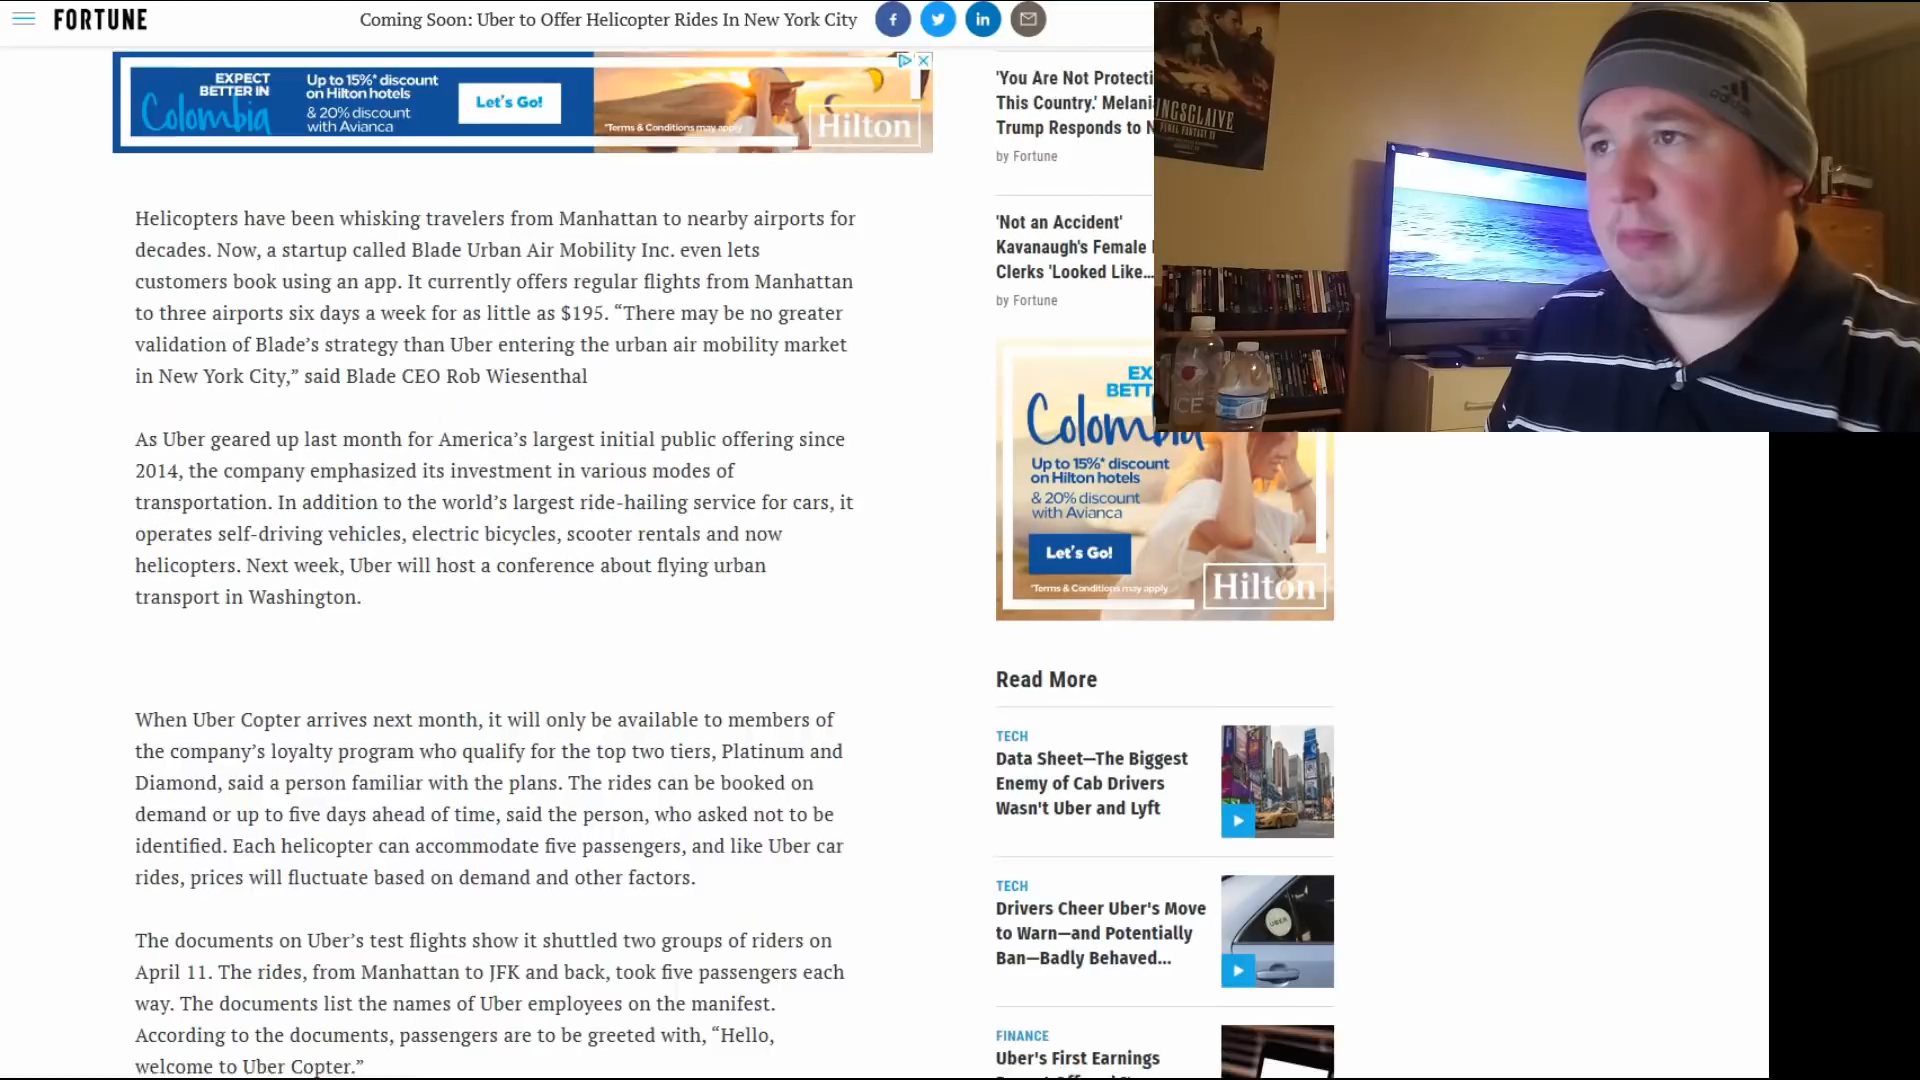 FORTUNE
Coming Soon: Uber to Offer Helicopter Rides In New York City
EXPECT
BETTER IN
Colombia
Up to 15%* discount
on Hilton hotels
& 20% discount
with Avianca
Let's Go!
*Terms & Conditions may apply
Hilton
Helicopters have been whisking travelers from Manhattan to nearby airports for
decades. Now, a startup called Blade Urban Air Mobility Inc. even lets
customers book using an app. It currently offers regular flights from Manhattan
to three airports six days a week for as little as $195. “There may be no greater
validation of Blade’s strategy than Uber entering the urban air mobility market
in New York City,” said Blade CEO Rob Wiesenthal
As Uber geared up last month for America’s largest initial public offering since
2014, the company emphasized its investment in various modes of
transportation. In addition to the world’s largest ride-hailing service for cars, it
operates self-driving vehicles, electric bicycles, scooter rentals and now
helicopters. Next week, Uber will host a conference about flying urban
transport in Washington.
When Uber Copter arrives next month, it will only be available to members of
the company’s loyalty program who qualify for the top two tiers, Platinum and
Diamond, said a person familiar with the plans. The rides can be booked on
demand or up to five days ahead of time, said the person, who asked not to be
identified. Each helicopter can accommodate five passengers, and like Uber car
rides, prices will fluctuate based on demand and other factors.
The documents on Uber’s test flights show it shuttled two groups of riders on
April 11. The rides, from Manhattan to JFK and back, took five passengers each
way. The documents list the names of Uber employees on the manifest.
According to the documents, passengers are to be greeted with, “Hello,
welcome to Uber Copter.”
'You Are Not Protecti
This Country.' Melani
Trump Responds to
by Fortune
'Not an Accident'
Kavanaugh's Female
Clerks 'Looked Like...
by Fortune
EX
BETT
Colombia
Up to 15%* discount
on Hilton hotels
& 20% discount
with Avianca
Let's Go!
*Terms & Conditions may apply
Hilton
Read More
TECH
Data Sheet—The Biggest
Enemy of Cab Drivers
Wasn't Uber and Lyft
TECH
Drivers Cheer Uber's Move
to Warn—and Potentially
Ban—Badly Behaved...
UBER
FINANCE
Uber's First Earnings
INGSGLAIVE
FINAL FANTASY XV
ICE
adidas